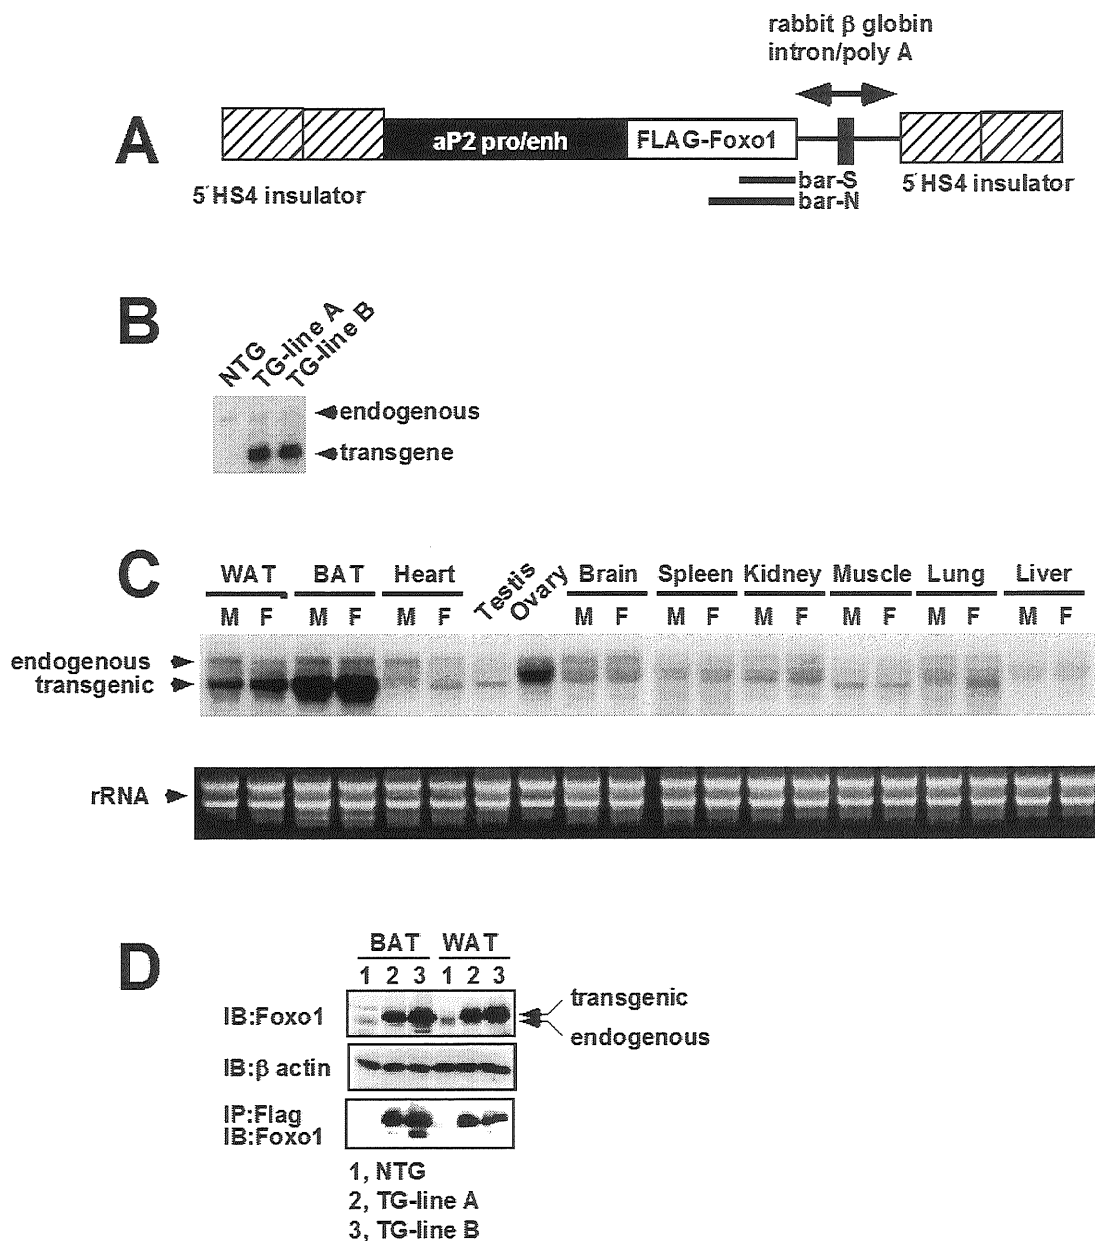 rabbit β globin
intron/poly A
A
aP2 pro/enh
FLAG-Foxo1
5´HS4 insulator
bar-S
bar-N
5´HS4 insulator
B
NTG
TG-line A
TG-line B
endogenous
transgene
C
WAT BAT Heart Testis Ovary Brain Spleen Kidney Muscle Lung Liver
M F M F M F M F M F M F M F M F M F
endogenous
transgenic
rRNA
D
BAT WAT
1 2 3 1 2 3
IB:Foxo1
transgenic
endogenous
IB:β actin
IP:Flag
IB:Foxo1
1, NTG
2, TG-line A
3, TG-line B